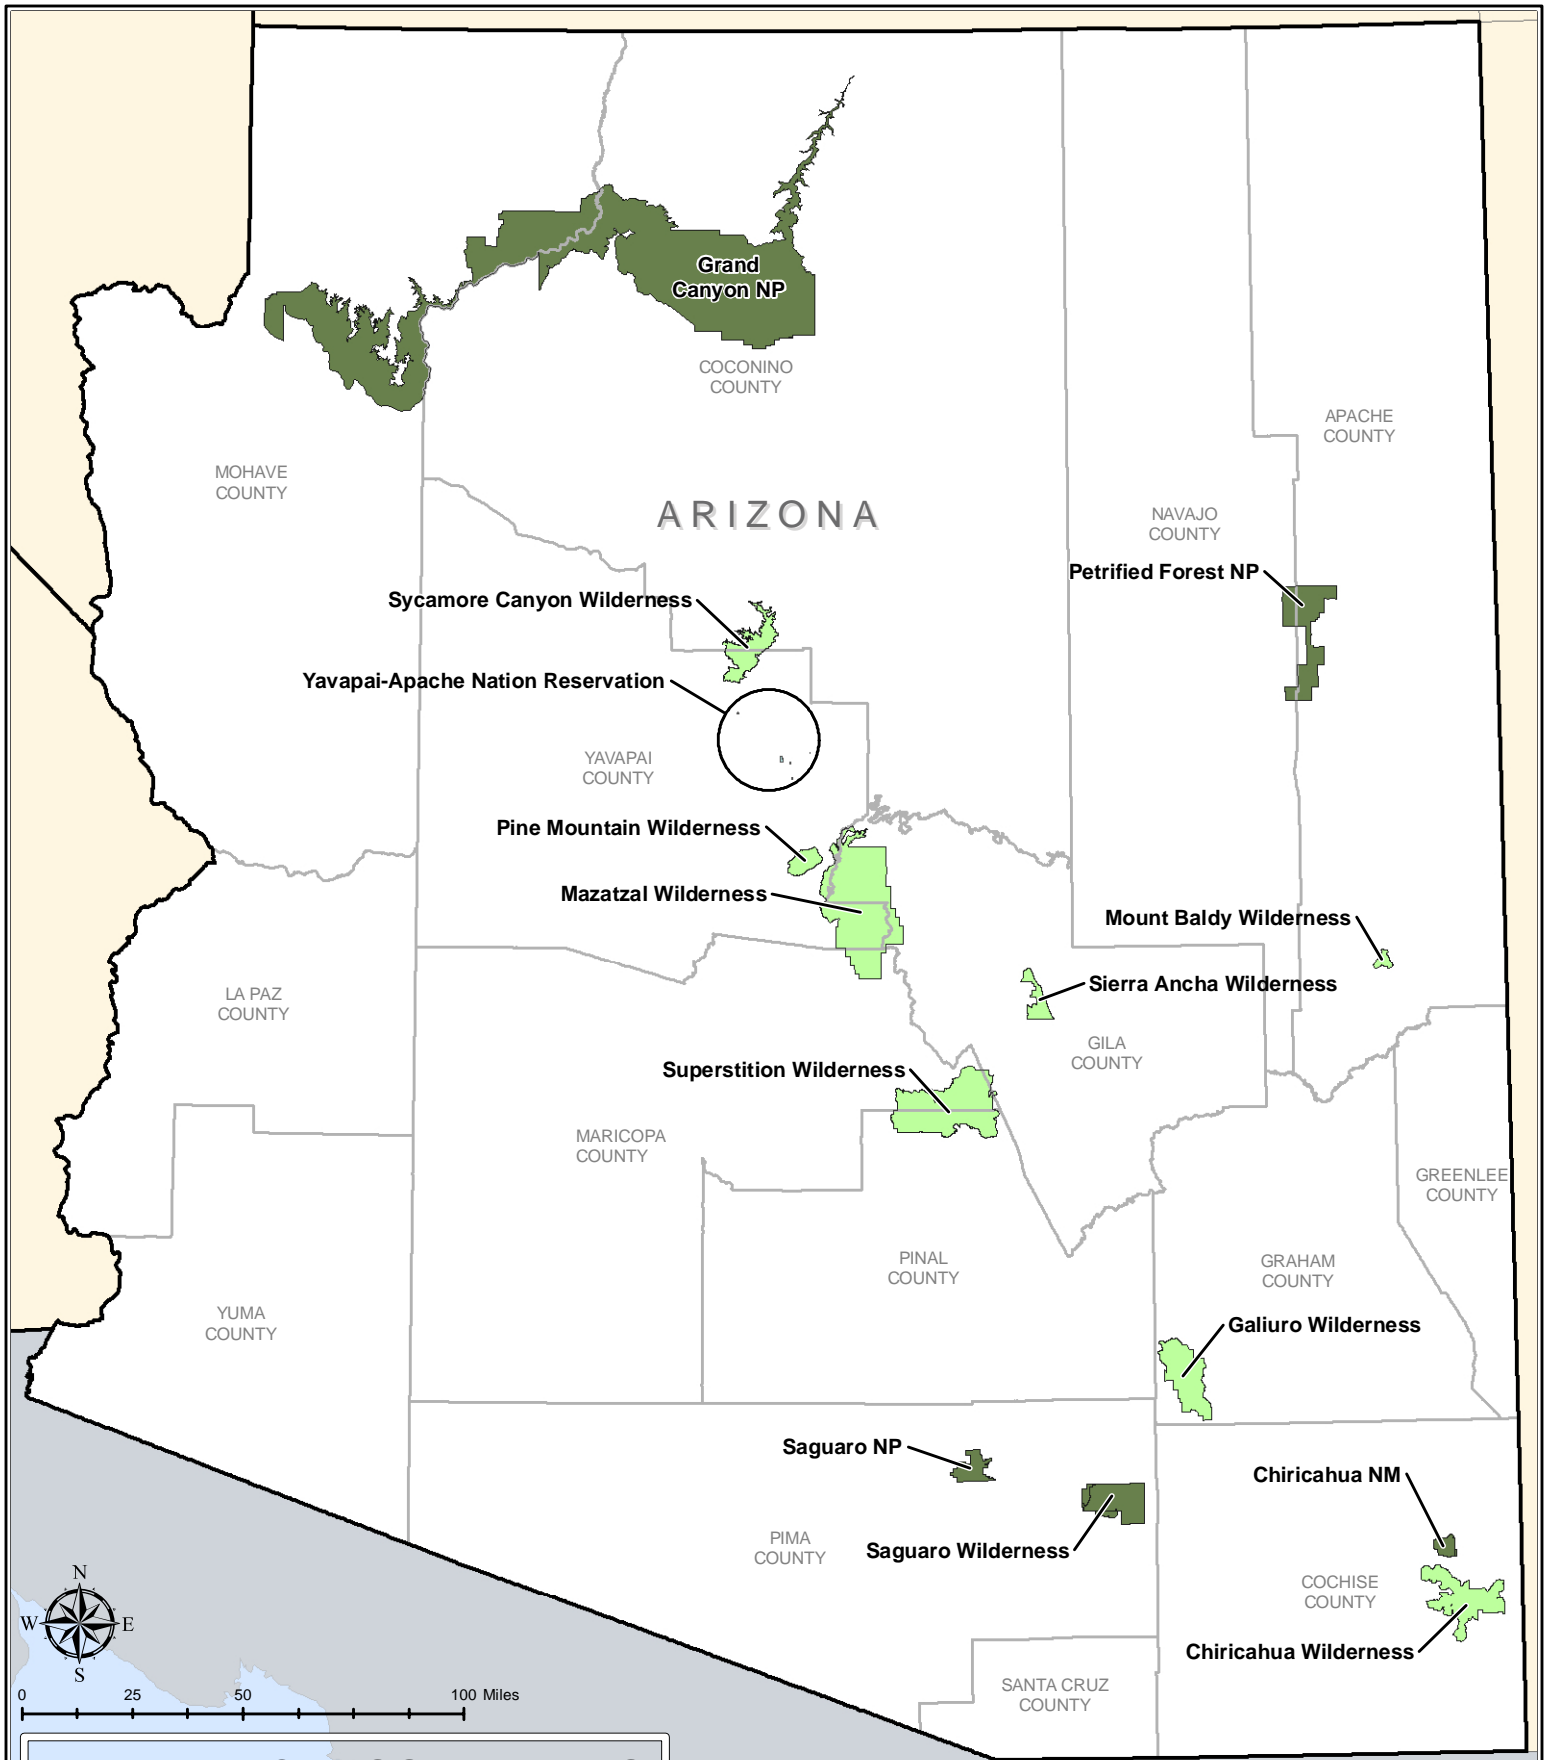 Grand
Canyon NP
COCONINO
COUNTY
APACHE
COUNTY
MOHAVE
COUNTY
ARIZONA
NAVAJO
COUNTY
Petrified Forest NP
Sycamore Canyon Wilderness
Yavapai-Apache Nation Reservation
YAVAPAI
COUNTY
Pine Mountain Wilderness
Mazatzal Wilderness
Mount Baldy Wilderness
Sierra Ancha Wilderness
LA PAZ
COUNTY
GILA
COUNTY
Superstition Wilderness
MARICOPA
COUNTY
GREENLEE
COUNTY
PINAL
COUNTY
GRAHAM
COUNTY
YUMA
COUNTY
Galiuro Wilderness
Saguaro NP
Chiricahua NM
PIMA
COUNTY
Saguaro Wilderness
COCHISE
COUNTY
Chiricahua Wilderness
N
W E
S
SANTA CRUZ
COUNTY
0 25 50 100 Miles